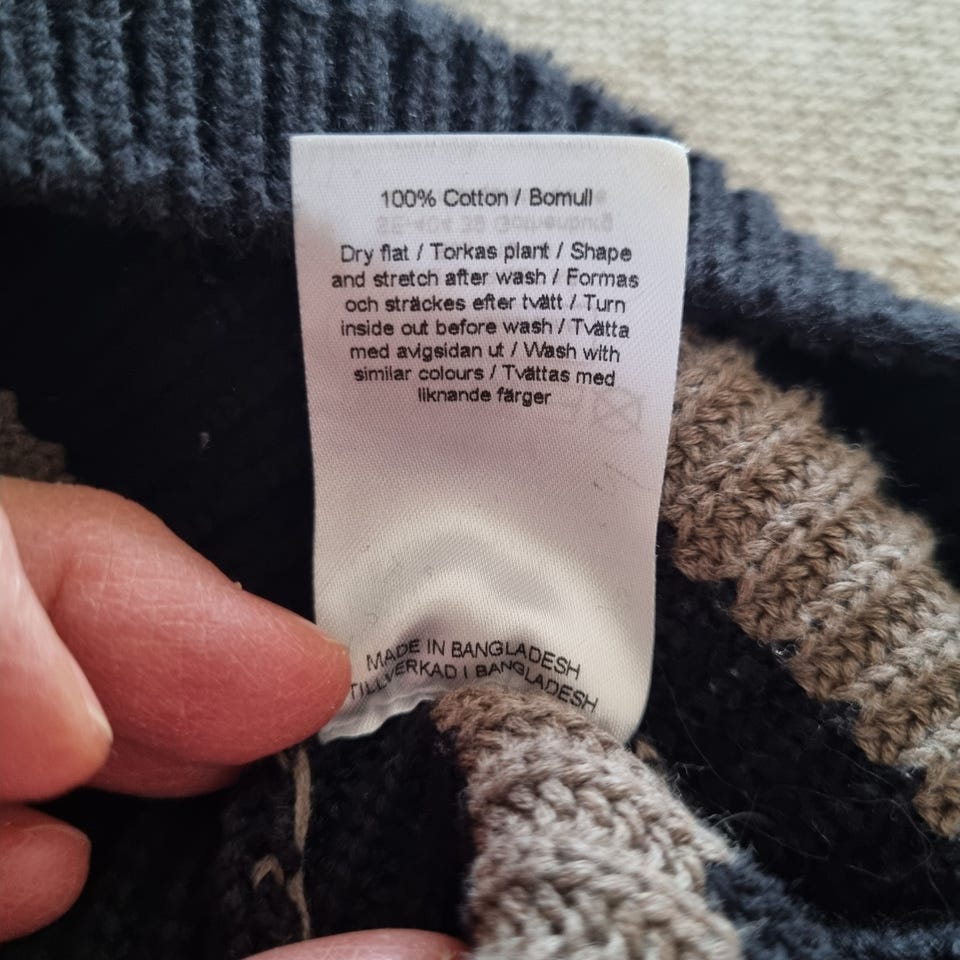 100% Cotton / Bomull
Dry flat / Torkas plant / Shape
and stretch after wash / Formas
och sträckes efter tvätt / Turn
inside out before wash / Tvätta
med avigsidan ut / Wash with
similar colours / Tvättas med
liknande färger
MADE IN BANGLADESH
TILLVERKAD I BANGLADESH